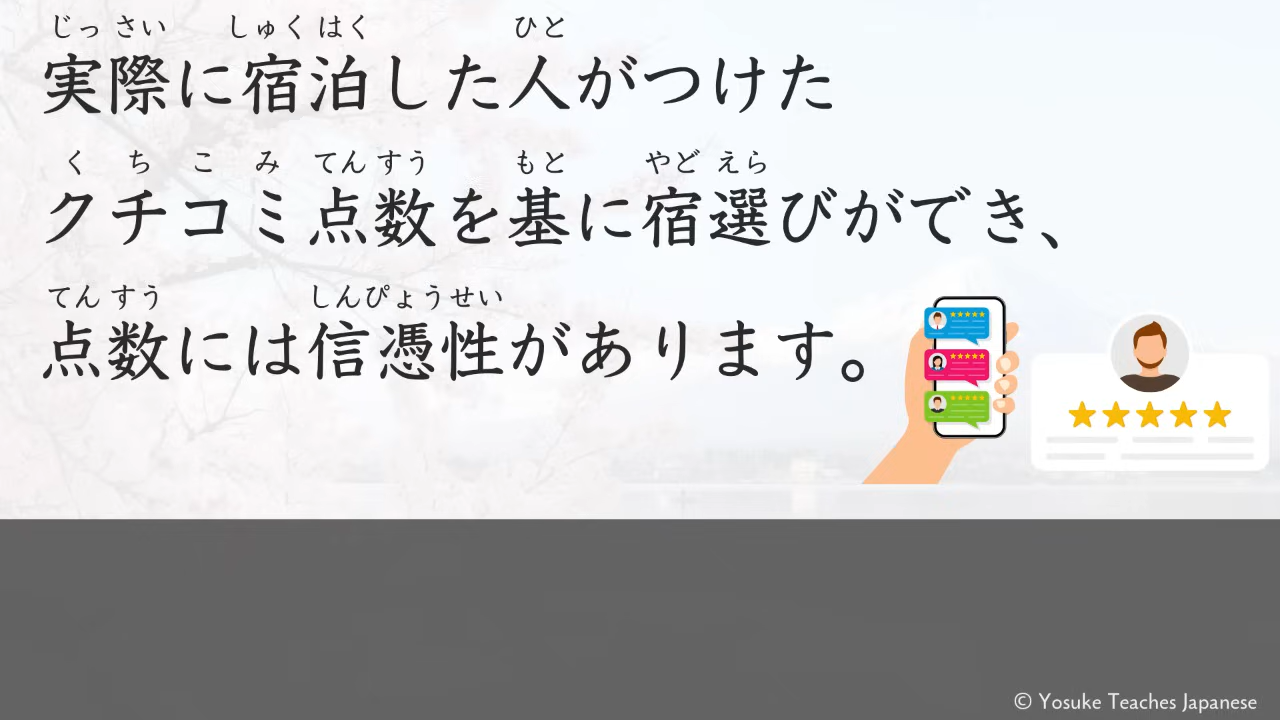 じっさい しゅくはく ひと
実際に宿泊した人がつけた
くちこみ てんすう もと やど えら
クチコミ点数を基に宿選びができ、
てんすう しんぴょうせい
点数には信憑性があります。
© Yosuke Teaches Japanese